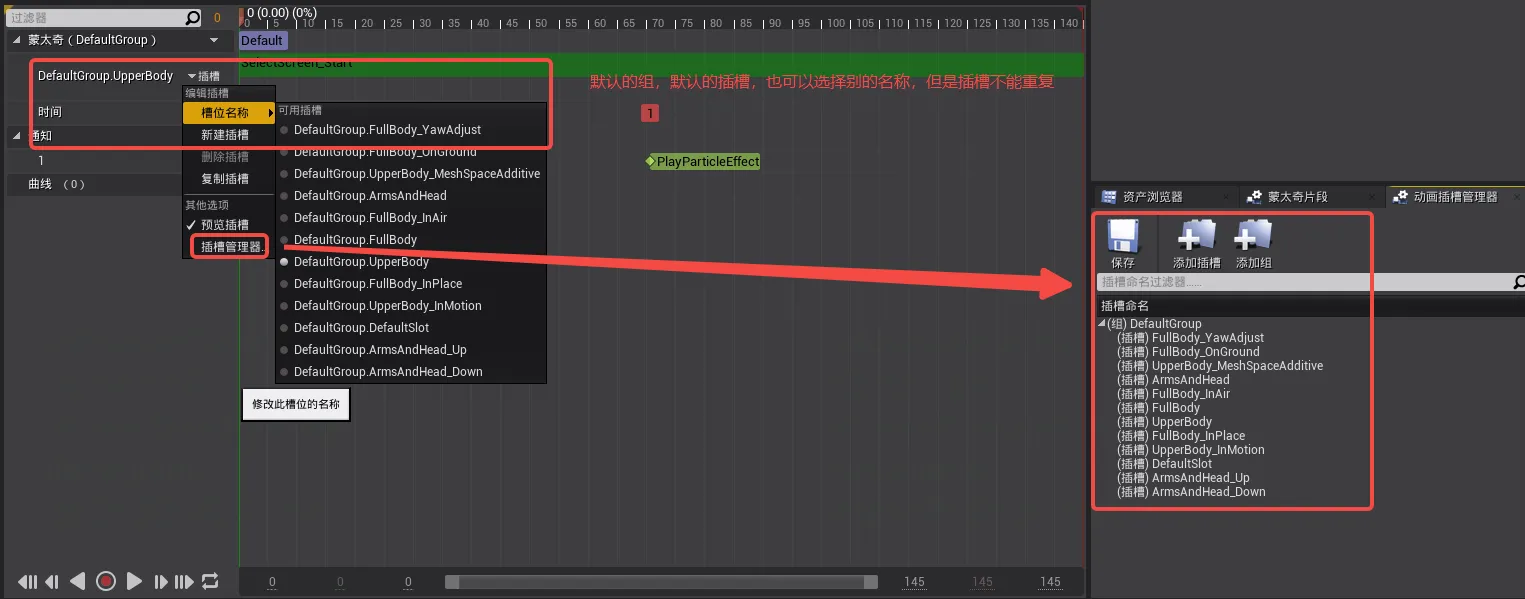 过滤器
0
0 (0.00) (0%)
0 5 10 15 20 25 30 35 40 45 50 55 60 65 70 75 80 85 90 95 100 105 110 115 120 125 130 135 140
蒙太奇 ( DefaultGroup )
Default
SelectScreen_Start
DefaultGroup.UpperBody
插槽
默认的组，默认的插槽，也可以选择别的名称，但是插槽不能重复
编辑插槽
时间
槽位名称
可用插槽
1
新建插槽
DefaultGroup.FullBody_YawAdjust
通知
删除插槽
DefaultGroup.FullBody_OnGround
1
PlayParticleEffect
复制插槽
DefaultGroup.UpperBody_MeshSpaceAdditive
曲线 （0）
其他选项
DefaultGroup.ArmsAndHead
预览插槽
DefaultGroup.FullBody_InAir
插槽管理器..
DefaultGroup.FullBody
DefaultGroup.UpperBody
DefaultGroup.FullBody_InPlace
DefaultGroup.UpperBody_InMotion
DefaultGroup.DefaultSlot
DefaultGroup.ArmsAndHead_Up
DefaultGroup.ArmsAndHead_Down
修改此槽位的名称
资产浏览器
蒙太奇片段
动画插槽管理器
保存
添加插槽
添加组
插槽命名过滤器......
插槽命名
(组) DefaultGroup
(插槽) FullBody_YawAdjust
(插槽) FullBody_OnGround
(插槽) UpperBody_MeshSpaceAdditive
(插槽) ArmsAndHead
(插槽) FullBody_InAir
(插槽) FullBody
(插槽) UpperBody
(插槽) FullBody_InPlace
(插槽) UpperBody_InMotion
(插槽) DefaultSlot
(插槽) ArmsAndHead_Up
(插槽) ArmsAndHead_Down
0 0 0 145 145 145